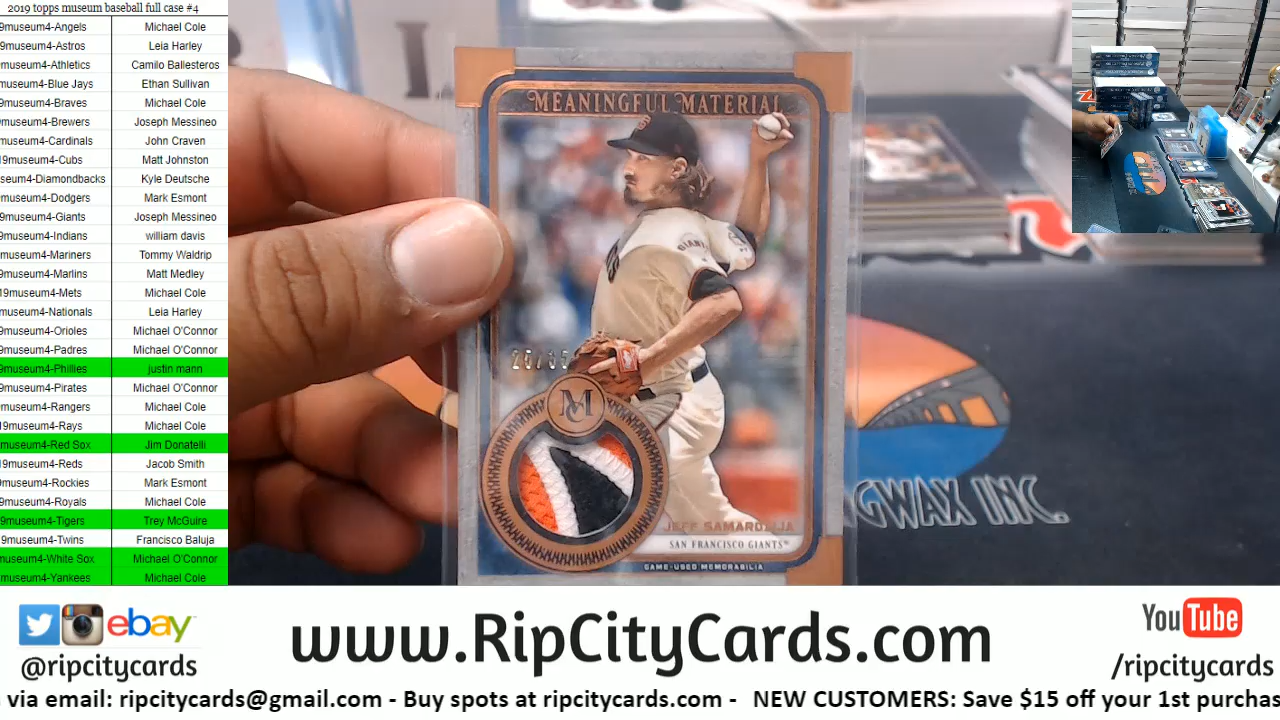 2019 topps museum baseball full case #4
9museum4-Angels Michael Cole
9museum4-Astros Leia Harley
9museum4-Athletics Camilo Ballesteros
museum4-Blue Jays Ethan Sullivan
9museum4-Braves Michael Cole
9museum4-Brewers Joseph Messineo
museum4-Cardinals John Craven
19museum4-Cubs Matt Johnston
seum4-Diamondbacks Kyle Deutsche
museum4-Dodgers Mark Esmont
9museum4-Giants Joseph Messineo
9museum4-Indians william davis
museum4-Mariners Tommy Waldrip
museum4-Marlins Matt Medley
19museum4-Mets Michael Cole
museum4-Nationals Leia Harley
9museum4-Orioles Michael O'Connor
9museum4-Padres Michael O'Connor
9museum4-Phillies justin mann
9museum4-Pirates Michael O'Connor
museum4-Rangers Michael Cole
19museum4-Rays Michael Cole
museum4-Red Sox Jim Donatelli
19museum4-Reds Jacob Smith
museum4-Rockies Mark Esmont
9museum4-Royals Michael Cole
9museum4-Tigers Trey McGuire
9museum4-Twins Francisco Baluja
museum4-White Sox Michael O'Connor
museum4-Yankees Michael Cole
MEANINGFUL MATERIAL
GIANTS
MC
JEFF SAMARDZIJA
SAN FRANCISCO GIANTS
GAME-USED MEMORABILIA
GWAX INC.
ebay
@ripcitycards
www.RipCityCards.com
YouTube
/ripcitycards
s via email: ripcitycards@gmail.com - Buy spots at ripcitycards.com - NEW CUSTOMERS: Save $15 off your 1st purchas